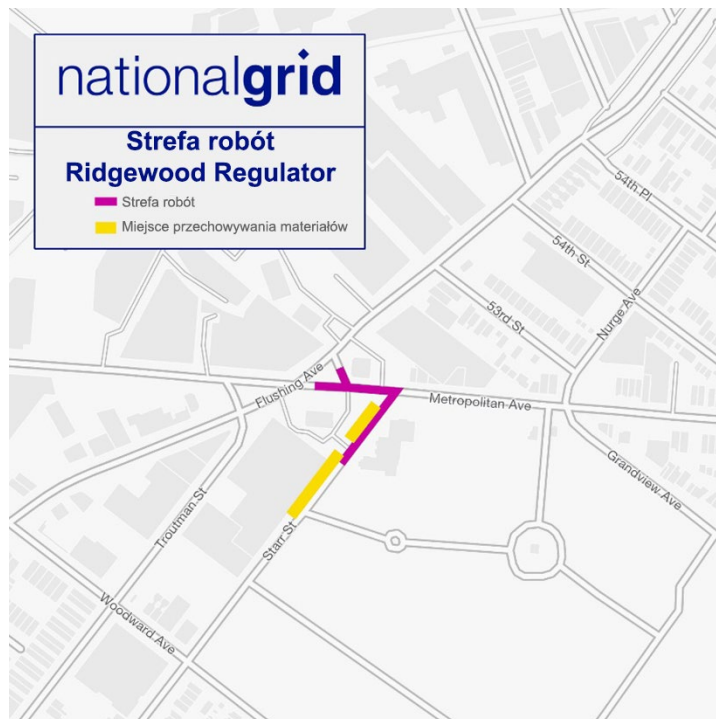 nationalgrid
Strefa robót
Ridgewood Regulator
Strefa robót
Miejsce przechowywania materiałów
54th Pl
54th St
Nurge Ave
53rd St
Flushing Ave
Metropolitan Ave
Grandview Ave
Troutman St
Starr St
Woodward Ave